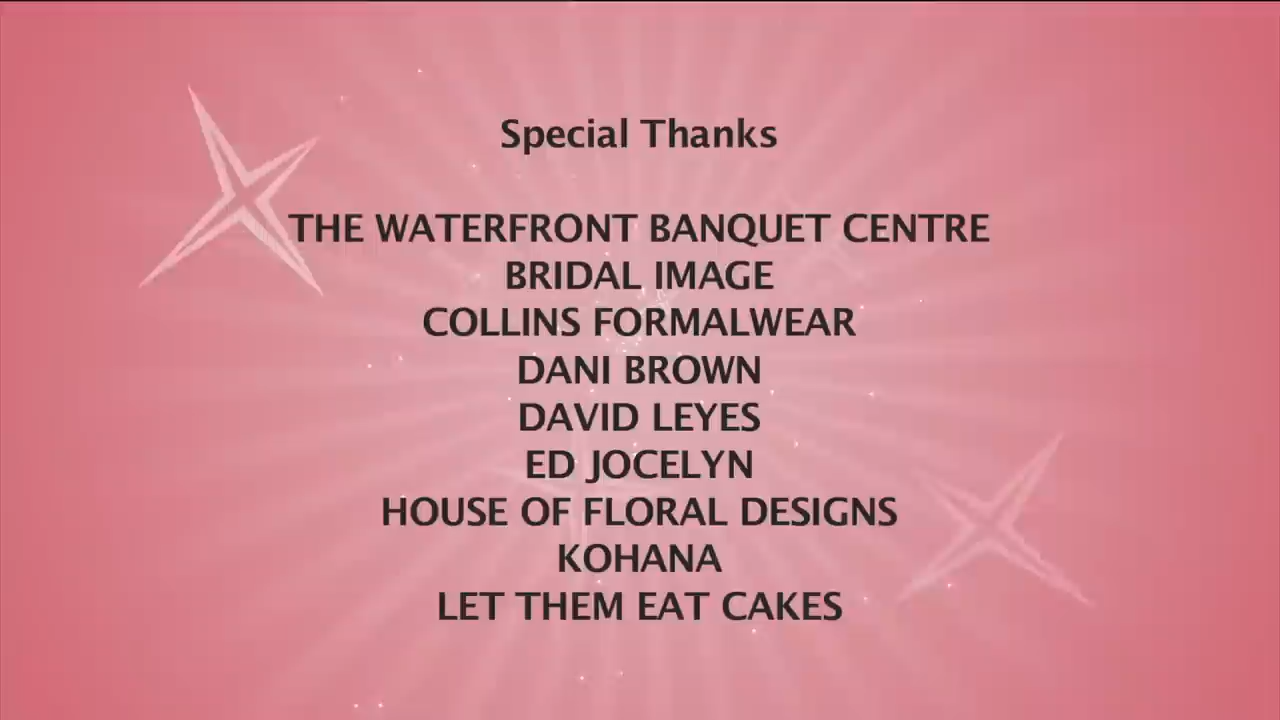 Special Thanks
THE WATERFRONT BANQUET CENTRE
BRIDAL IMAGE
COLLINS FORMALWEAR
DANI BROWN
DAVID LEYES
ED JOCELYN
HOUSE OF FLORAL DESIGNS
KOHANA
LET THEM EAT CAKES